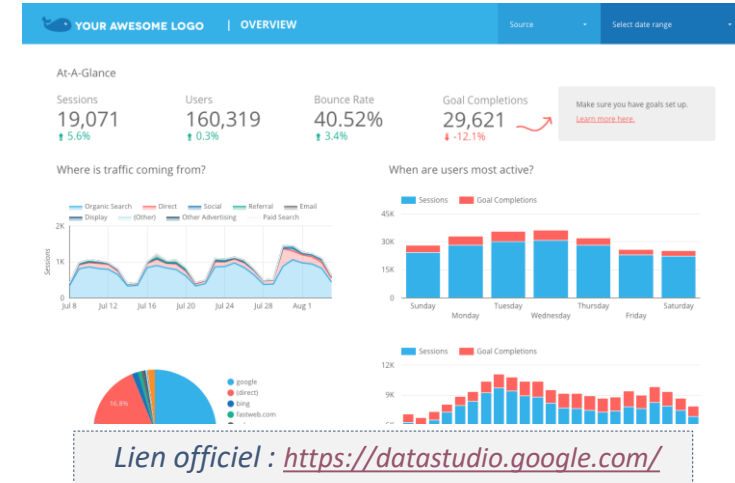 YOUR AWESOME LOGO | OVERVIEW
Source
Select date range
At-A-Glance
Sessions
19,071
5.6%
Users
160,319
0.3%
Bounce Rate
40.52%
3.4%
Goal Completions
29,621
-12.1%
Make sure you have goals set up.
Learn more here.
Where is traffic coming from?
Organic Search Direct Social Referral Email
Display (Other) Other Advertising Paid Search
Sessions
2K
1K
0
Jul 8 Jul 12 Jul 16 Jul 20 Jul 24 Jul 28 Aug 1
When are users most active?
Sessions Goal Completions
45K
30K
15K
0
Sunday Monday Tuesday Wednesday Thursday Friday Saturday
16.8%
google
(direct)
bing
fastweb.com
Sessions Goal Completions
12K
9K
Lien officiel : https://datastudio.google.com/